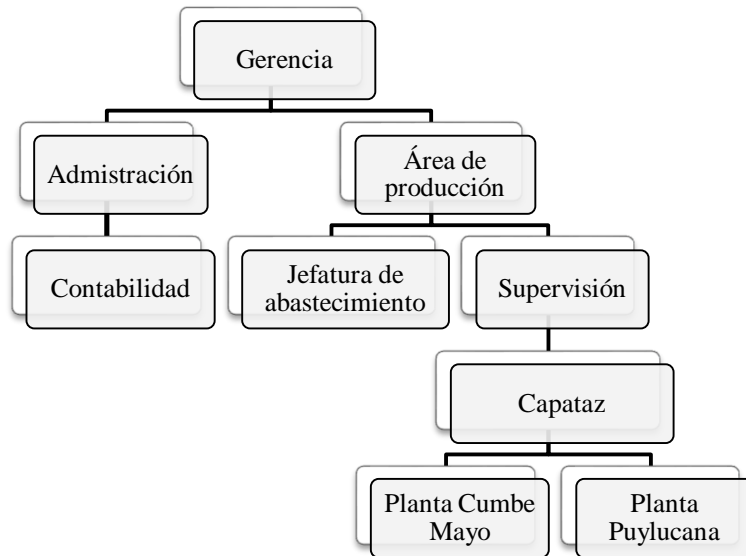 Gerencia
Admistración
Área de
producción
Contabilidad
Jefatura de
abastecimiento
Supervisión
Capataz
Planta Cumbe
Mayo
Planta
Puylucana